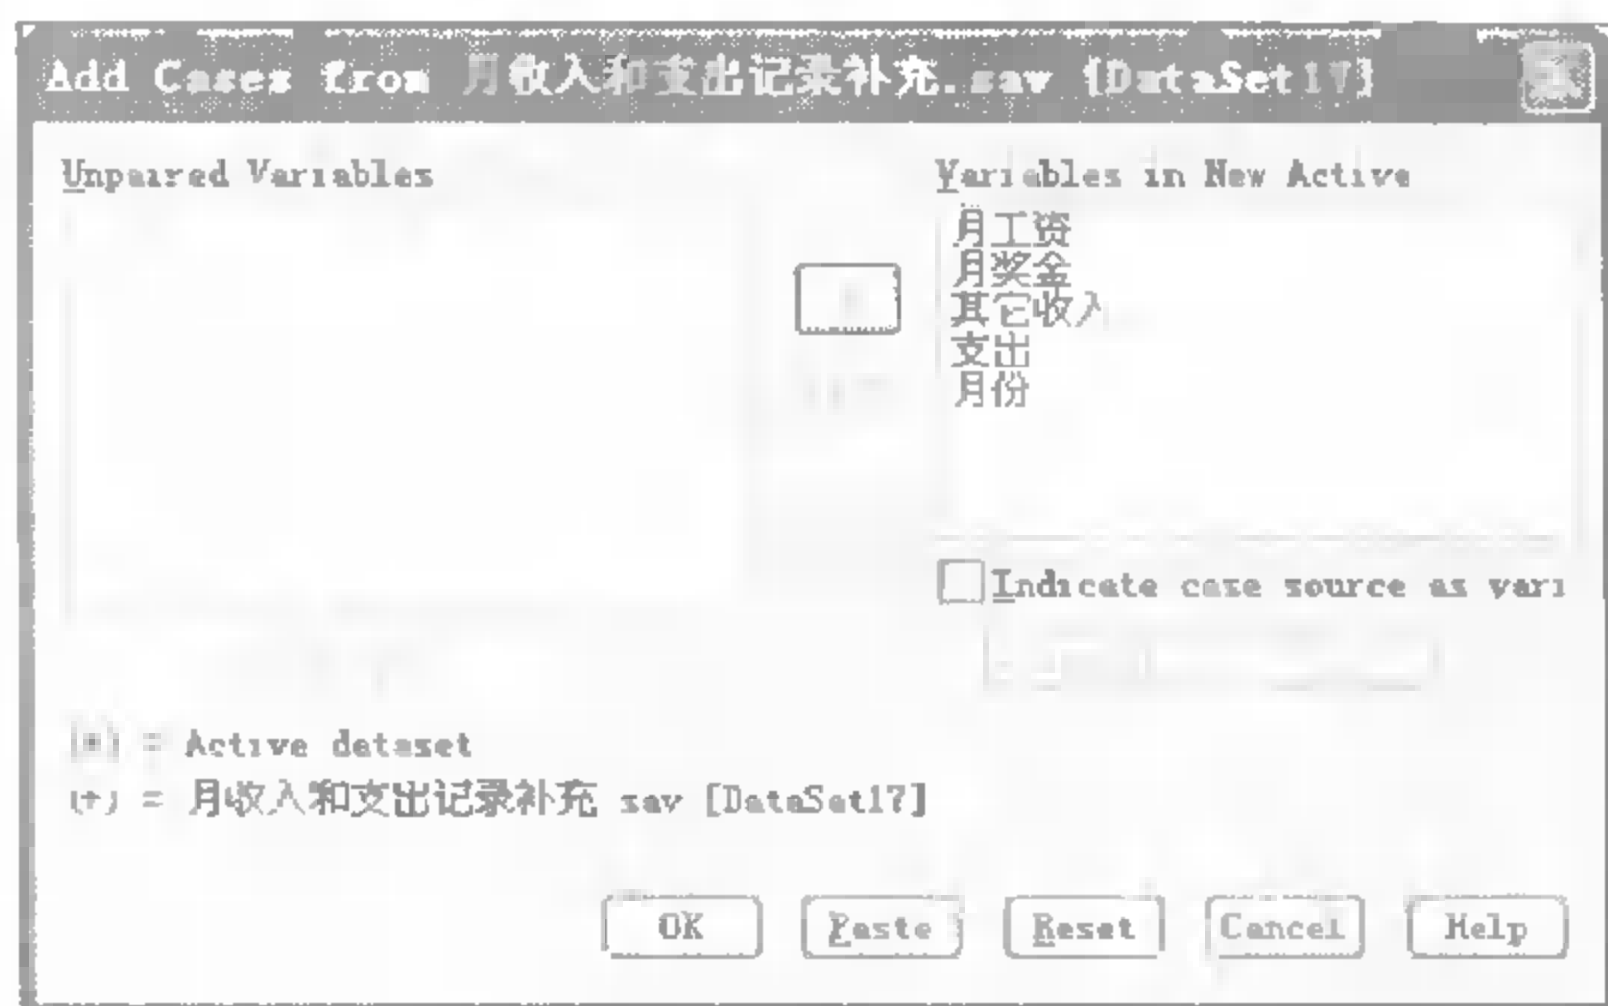 Add Cases from 月收入和支出记录补充.sav [DataSet17]
Unpaired Variables
Variables in New Active
月工资
月奖金
其它收入
支出
月份
Indicate case source as vari
(*) = Active dataset
(+) = 月收入和支出记录补充 sav [DataSet17]
OK
Paste
Reset
Cancel
Help